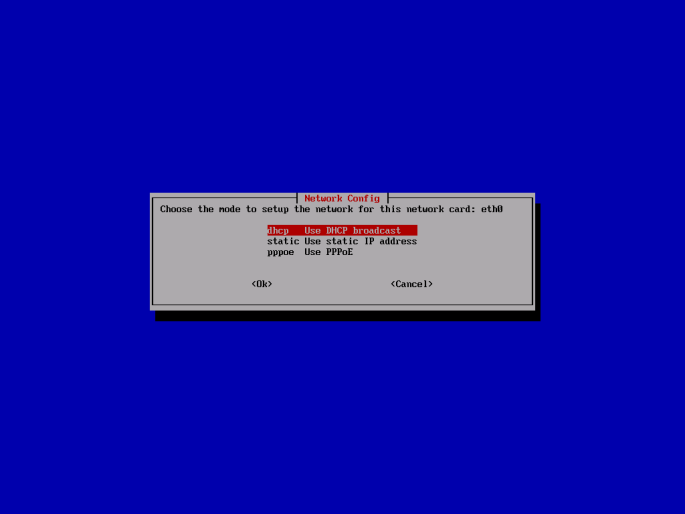 Network Config
Choose the mode to setup the network for this network card: eth0
dhcp Use DHCP broadcast
static Use static IP address
pppoe Use PPPoE
<Ok> <Cancel>